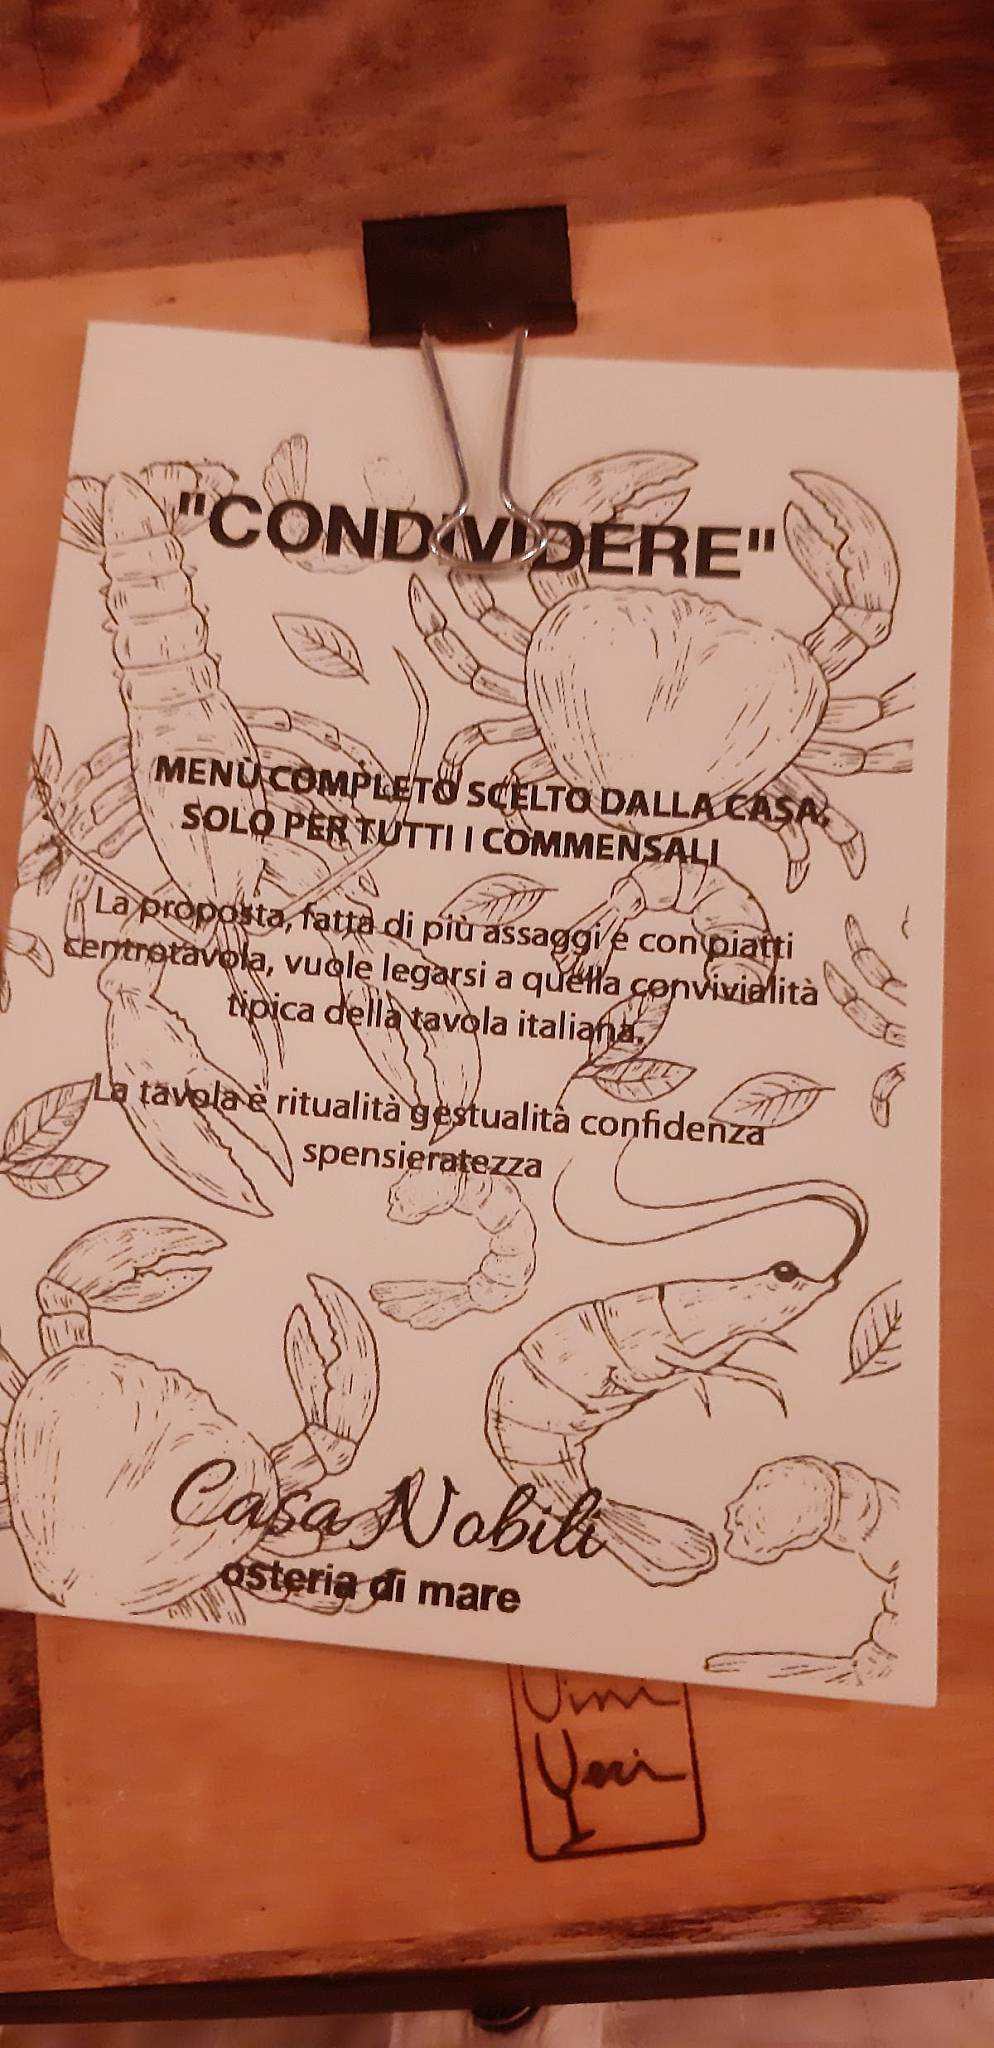 "CONDIVIDERE"
MENÙ COMPLETO SCELTO DALLA CASA,
SOLO PER TUTTI I COMMENSALI
La proposta, fatta di più assaggi e con piatti
centrotavola, vuole legarsi a quella convivialità
tipica della tavola italiana.
La tavola è ritualità gestualità confidenza
spensieratezza
Casa Nobili
osteria di mare
Vini
Veri